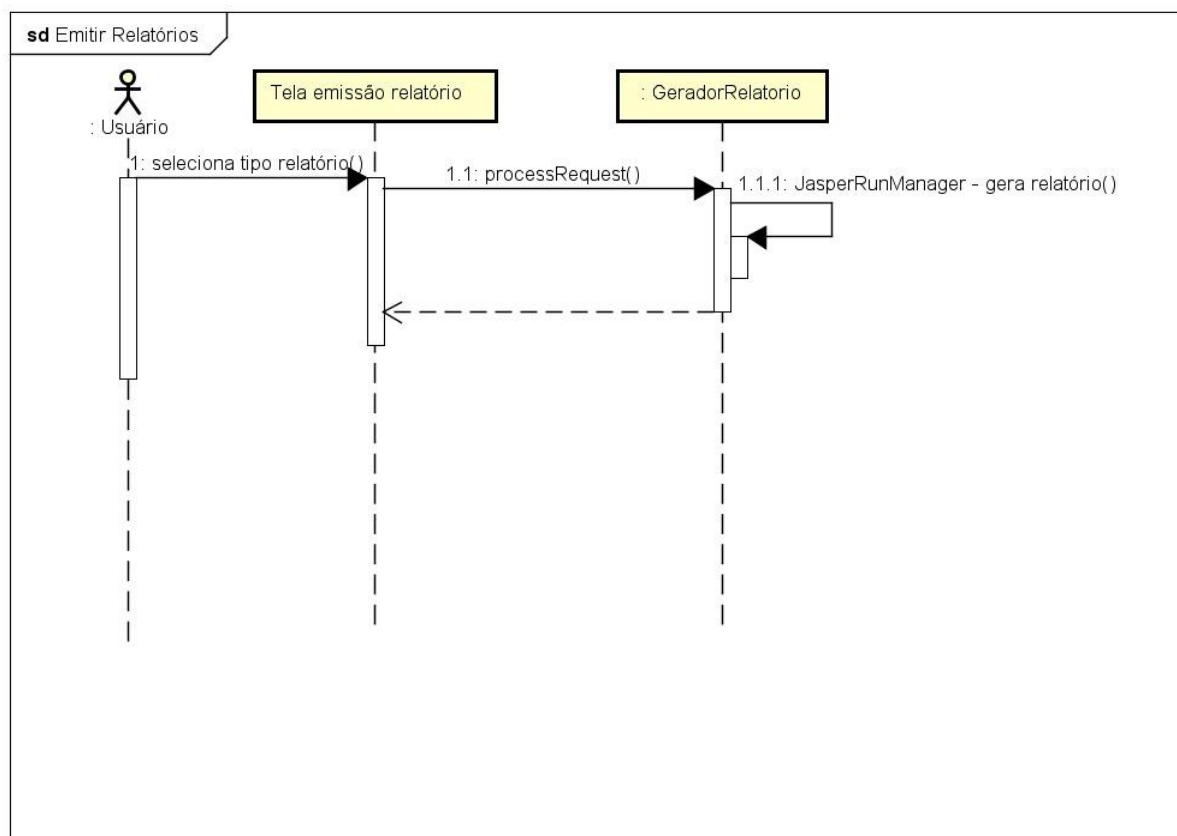 sd Emitir Relatórios
: Usuário
Tela emissão relatório
: GeradorRelatorio
1: seleciona tipo relatório()
1.1: processRequest()
1.1.1: JasperRunManager - gera relatório()